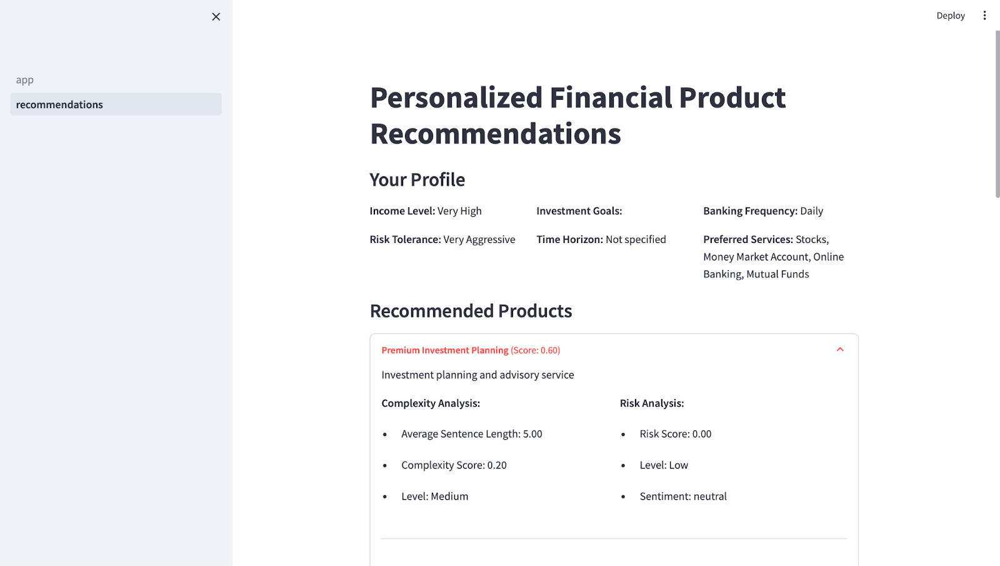 Deploy
app
recommendations
Personalized Financial Product
Recommendations
Your Profile
Income Level: Very High
Investment Goals:
Banking Frequency: Daily
Risk Tolerance: Very Aggressive
Time Horizon: Not specified
Preferred Services: Stocks,
Money Market Account, Online
Banking, Mutual Funds
Recommended Products
Premium Investment Planning (Score: 0.60)
Investment planning and advisory service
Complexity Analysis:
• Average Sentence Length: 5.00
• Complexity Score: 0.20
• Level: Medium
Risk Analysis:
• Risk Score: 0.00
• Level: Low
• Sentiment: neutral